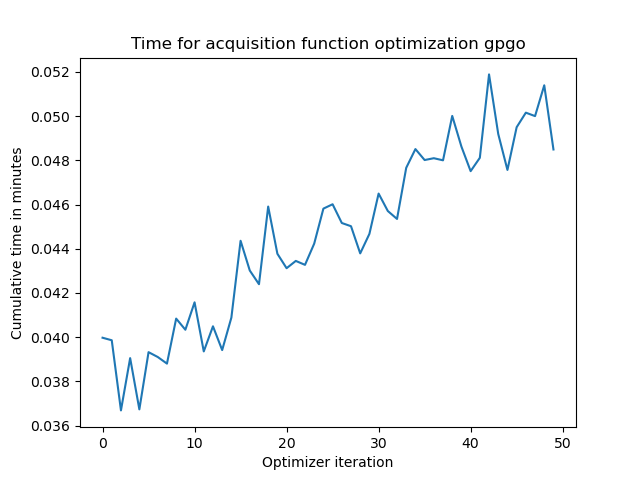 Time for acquisition function optimization gpgo
0.052
0.050
0.048
0.046
0.044
0.042
0.040
0.038
0.036
Cumulative time in minutes
0 10 20 30 40 50
Optimizer iteration